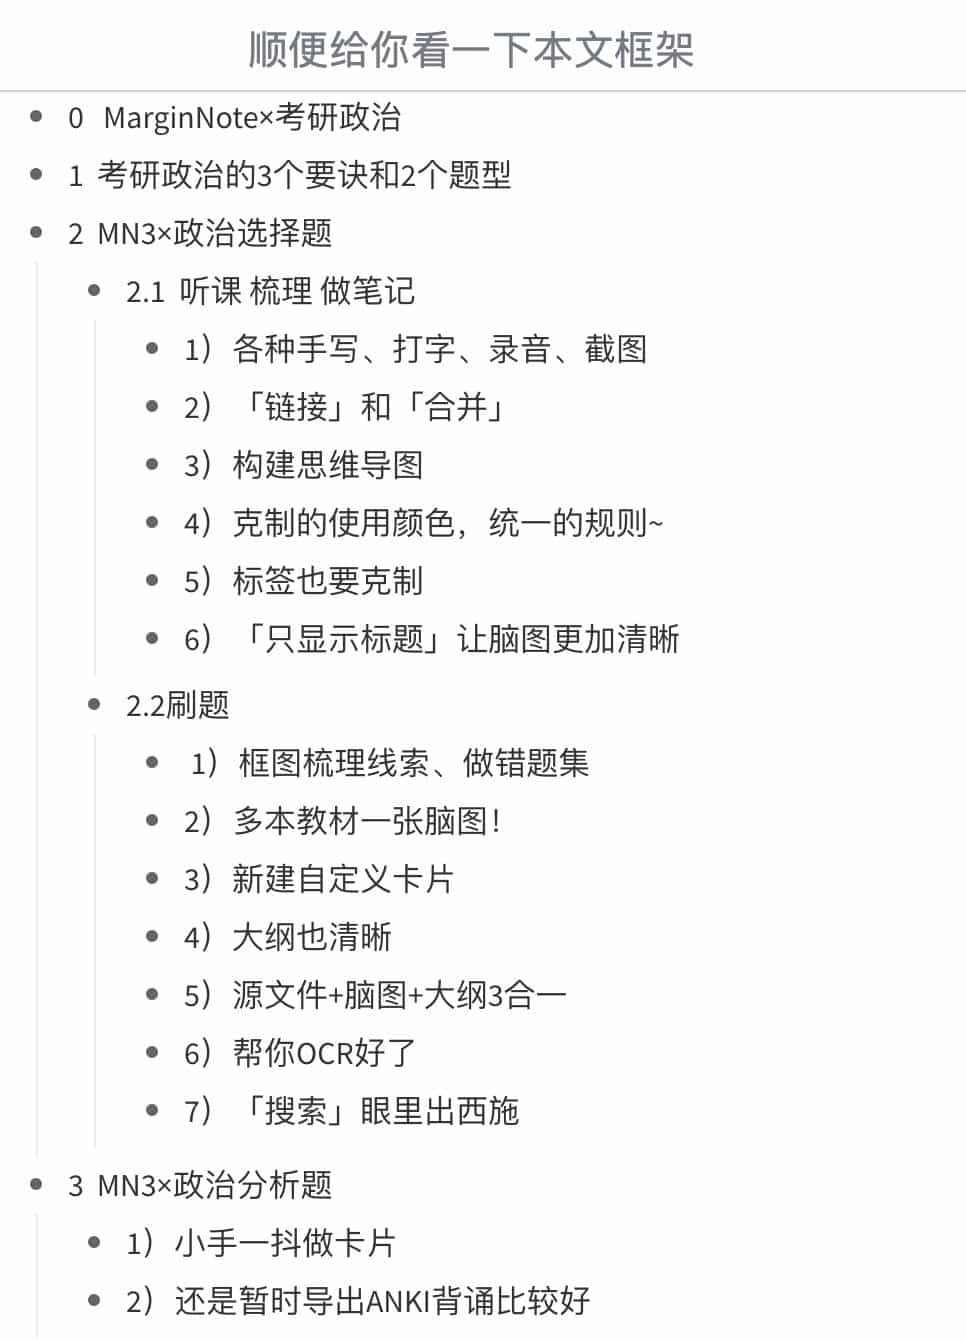 顺便给你看一下本文框架
0 MarginNote×考研政治
1 考研政治的3个要诀和2个题型
2 MN3×政治选择题
2.1 听课 梳理 做笔记
1）各种手写、打字、录音、截图
2）「链接」和「合并」
3）构建思维导图
4）克制的使用颜色，统一的规则~
5）标签也要克制
6）「只显示标题」让脑图更加清晰
2.2刷题
1）框图梳理线索、做错题集
2）多本教材一张脑图！
3）新建自定义卡片
4）大纲也清晰
5）源文件+脑图+大纲3合一
6）帮你OCR好了
7）「搜索」眼里出西施
3 MN3×政治分析题
1）小手一抖做卡片
2）还是暂时导出ANKI背诵比较好